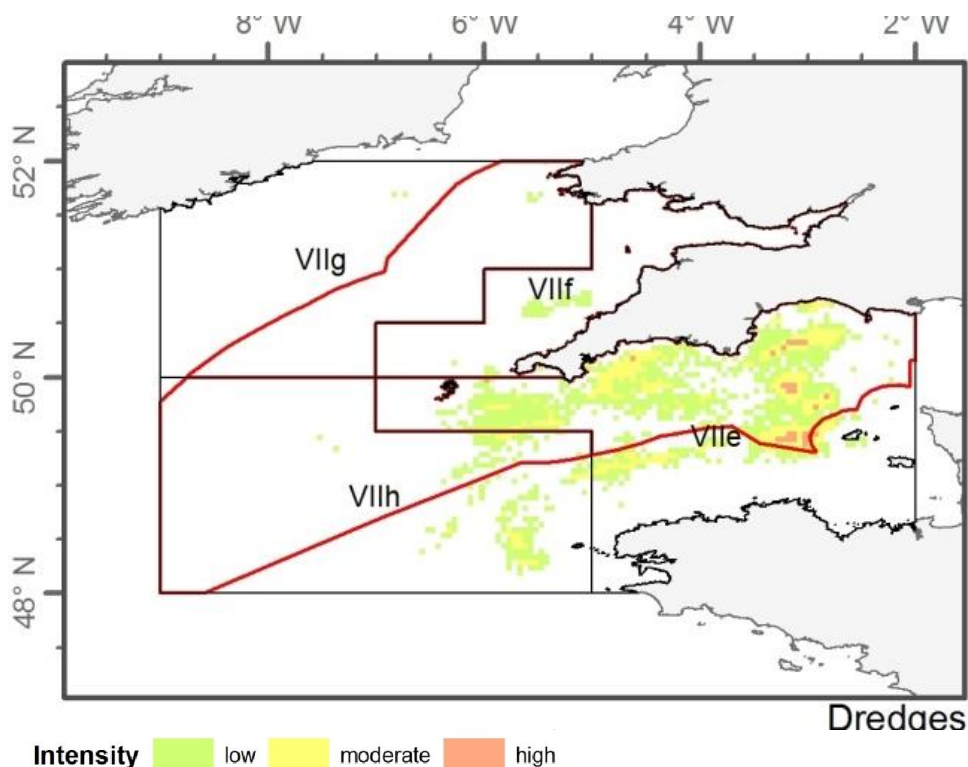 8° W 6° W 4° W 2° W
52° N
VIIg
VIIf
50° N
VIIe
VIIh
48° N
Dredges
Intensity low moderate high